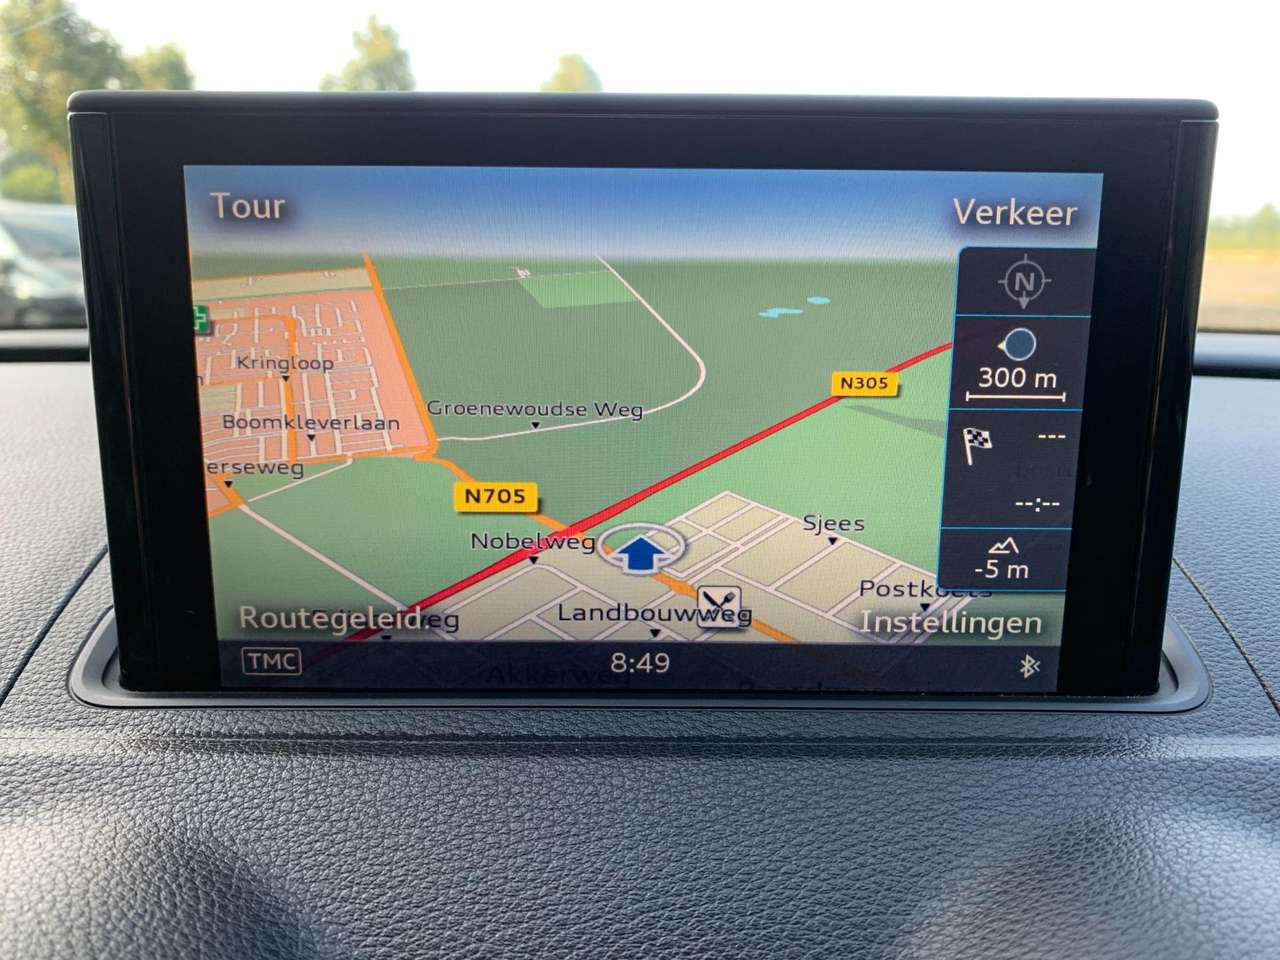 Tour
Verkeer
N
300 m
N305
Kringloop
Groenewoudse Weg
Boomkleverlaan
---
erseweg
N705
--:--
Sjees
Nobelweg
-5 m
Postkoets
Landbouwweg
Routegeleid.
eg
Instellingen
TMC
8:49
Akkerweg